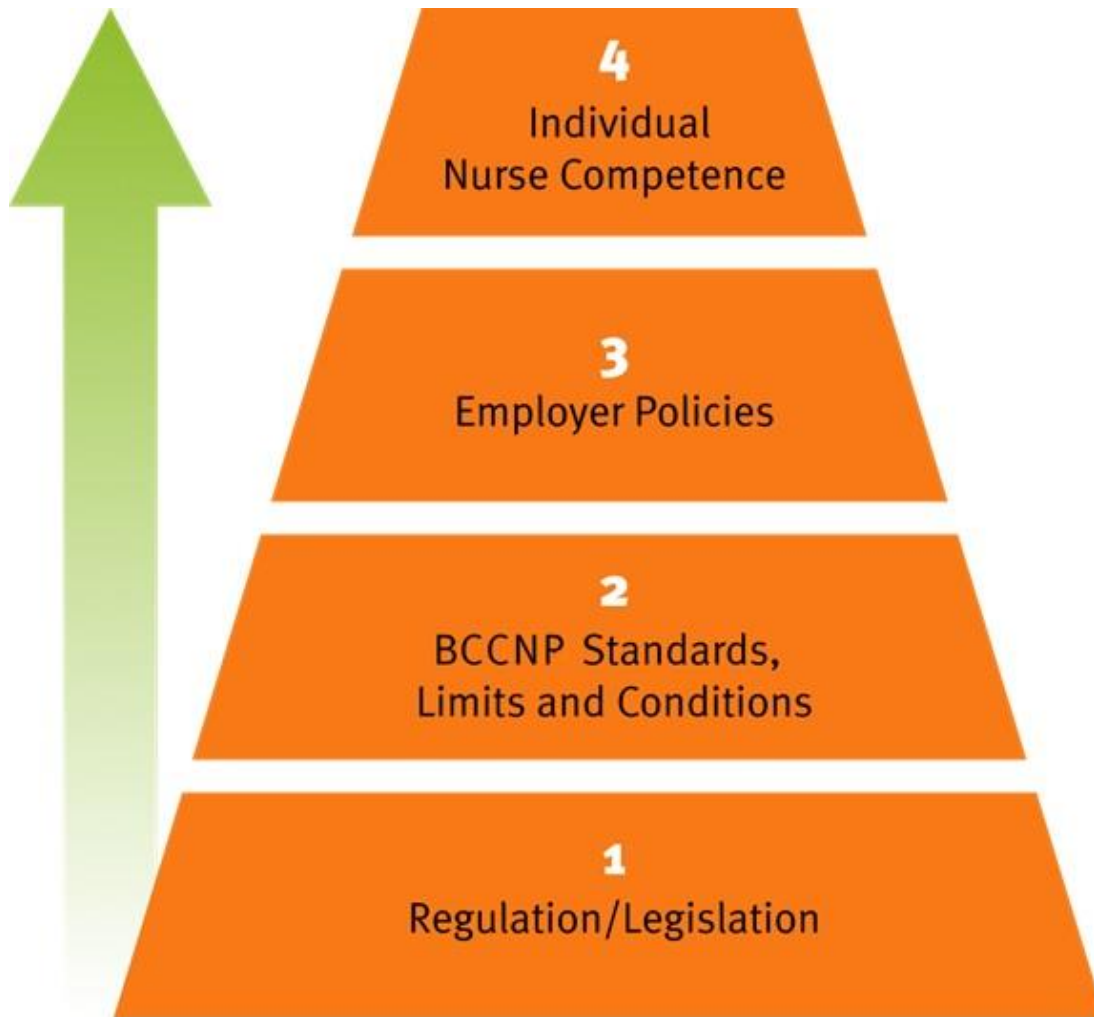 4
Individual
Nurse Competence
3
Employer Policies
2
BCCNP Standards,
Limits and Conditions
1
Regulation/Legislation